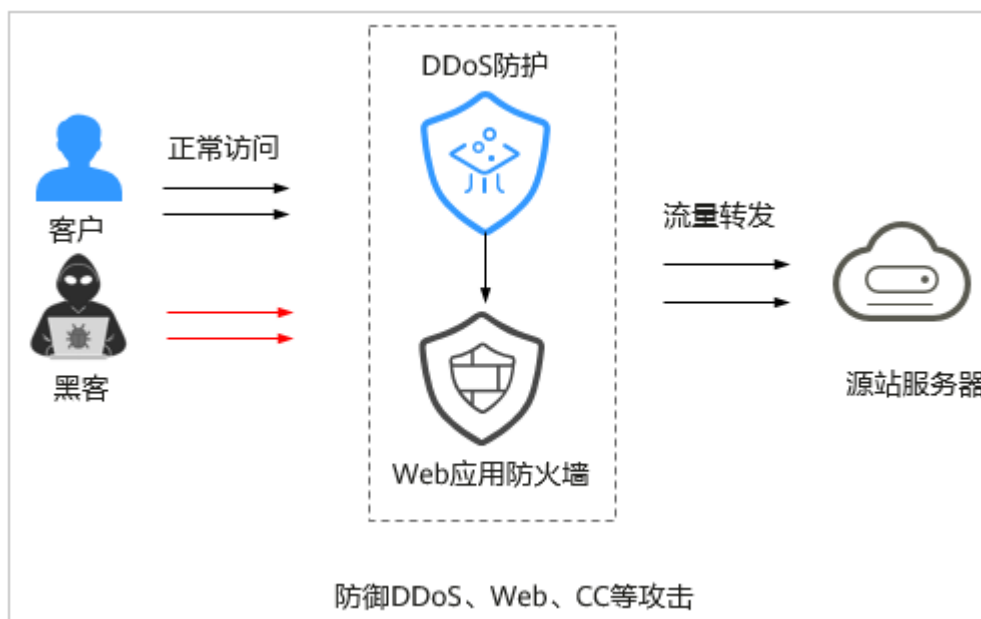 DDoS防护
正常访问
客户
流量转发
黑客
源站服务器
Web应用防火墙
防御DDoS、Web、CC等攻击